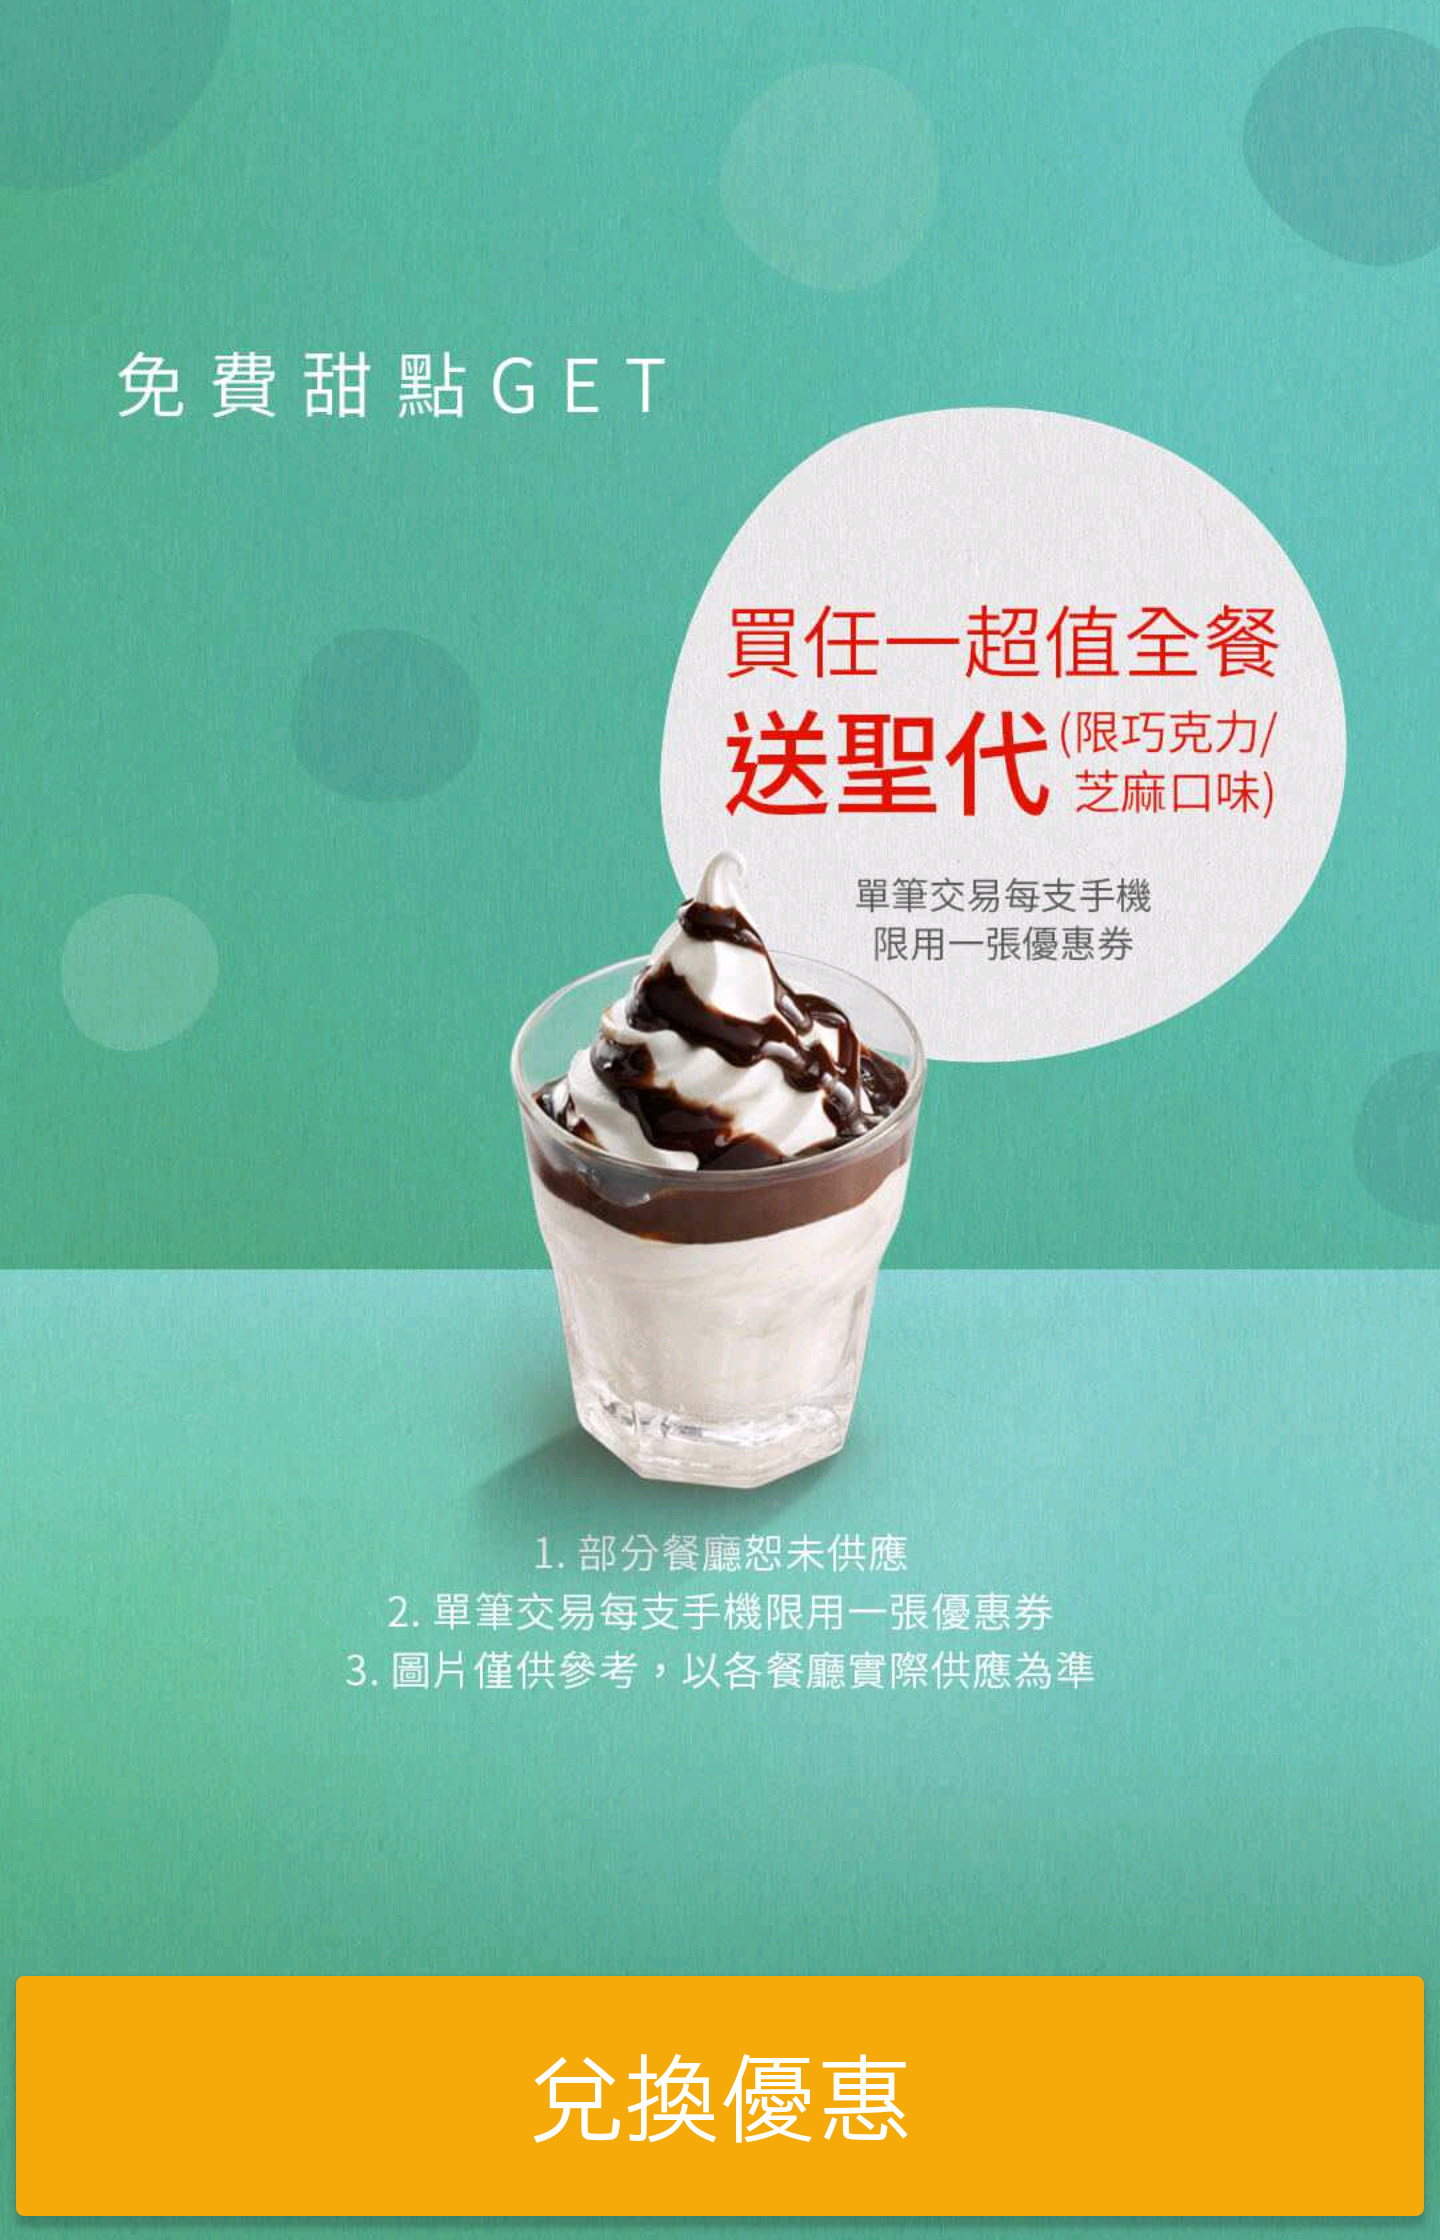 免費甜點GET
買任一超值全餐
送聖代(限巧克力/
芝麻口味)
單筆交易每支手機
限用一張優惠券
1. 部分餐廳恕未供應
2. 單筆交易每支手機限用一張優惠券
3. 圖片僅供參考，以各餐廳實際供應為準
兌換優惠